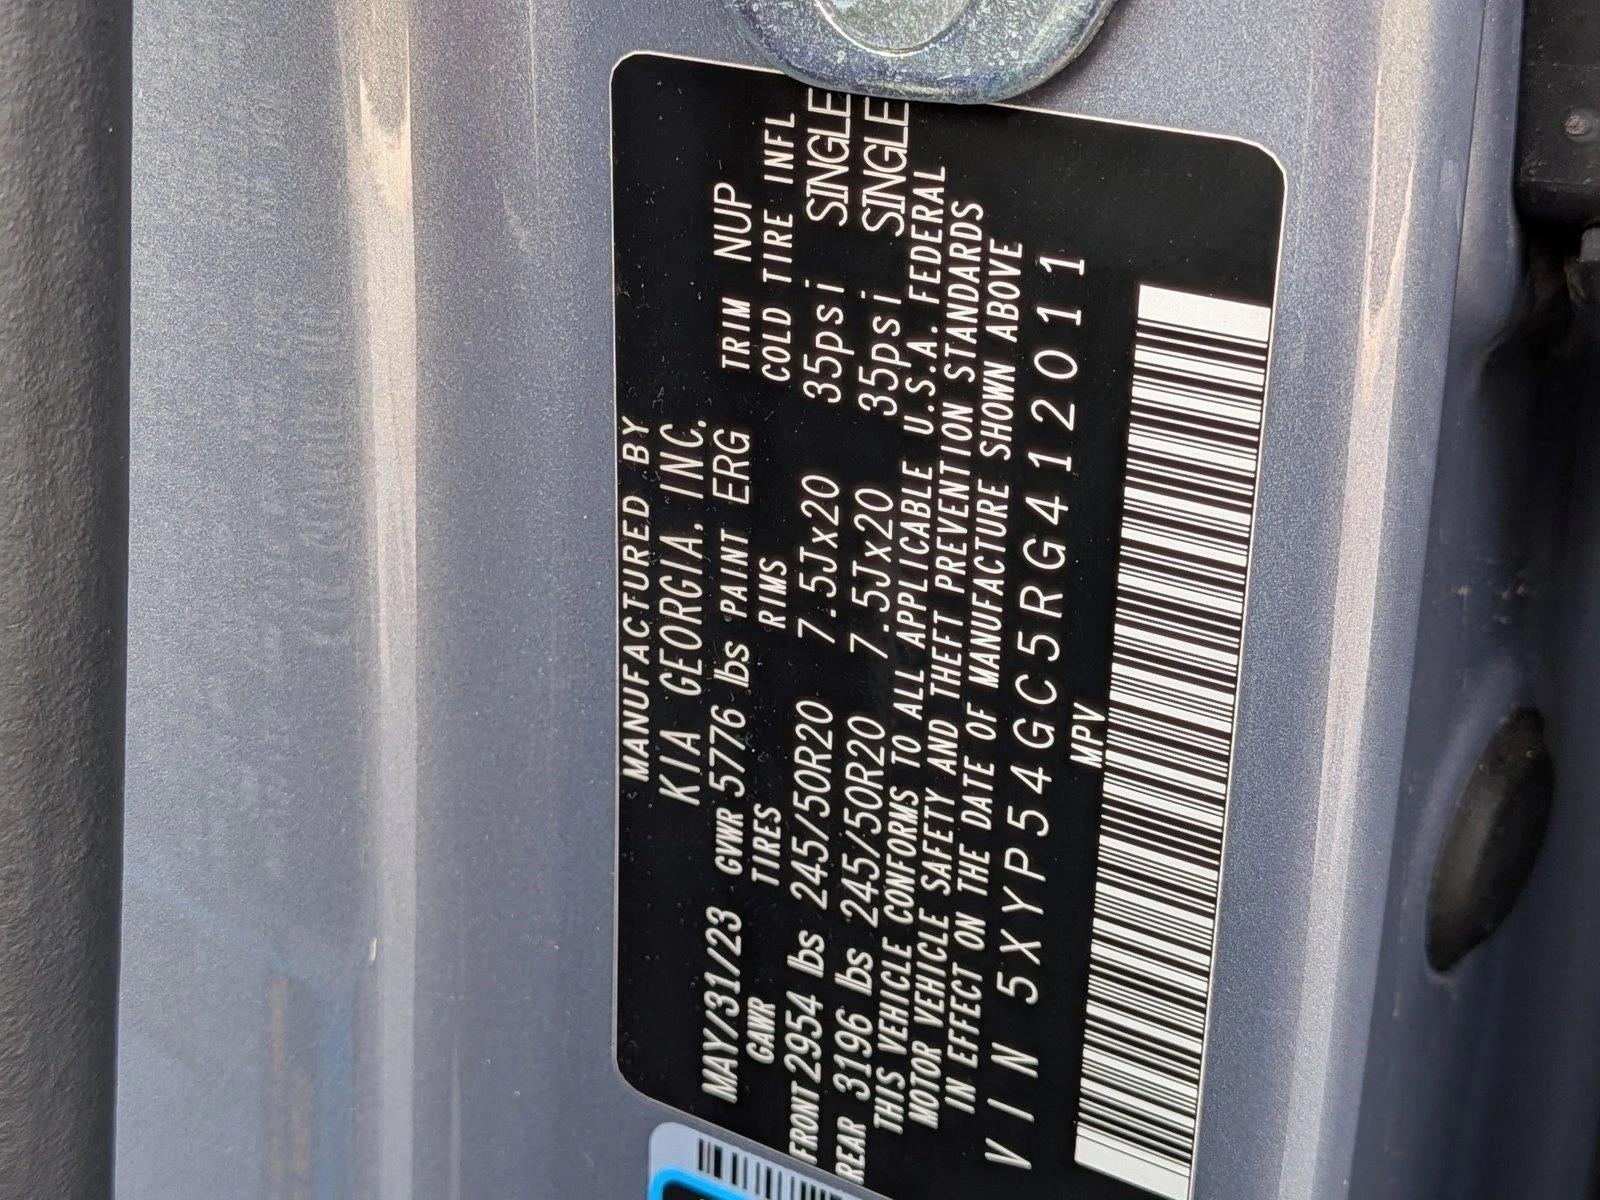 MANUFACTURED BY
KIA GEORGIA, INC.
MAY/31/23 GVWR 5776 lbs PAINT ERG TRIM NUP
GAWR TIRES RIMS COLD TIRE INFL
FRONT 2954 lbs 245/50R20 7.5Jx20 35psi SINGLE
REAR 3196 lbs 245/50R20 7.5Jx20 35psi SINGLE
THIS VEHICLE CONFORMS TO ALL APPLICABLE U.S.A. FEDERAL
MOTOR VEHICLE SAFETY AND THEFT PREVENTION STANDARDS
IN EFFECT ON THE DATE OF MANUFACTURE SHOWN ABOVE
VIN 5XYP54GC5RG412011
MPV